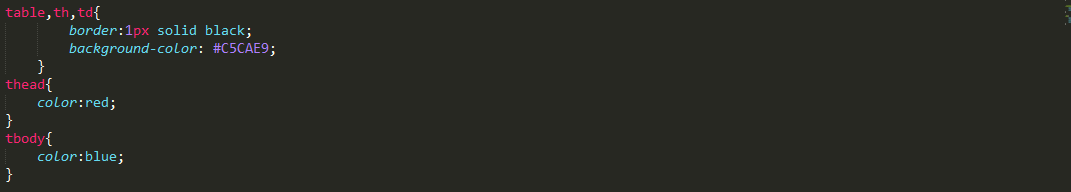 table,th,td{
border:1px solid black;
background-color: #C5CAE9;
}
thead{
color:red;
}
tbody{
color:blue;
}